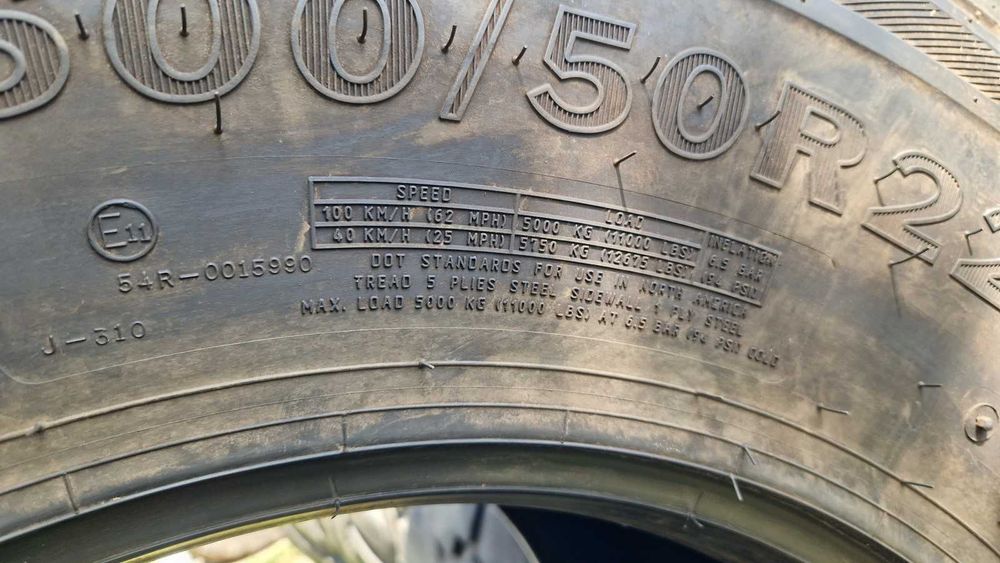 600/50R22
SPEED LOAD INFLATION
100 KM/H (62 MPH) 5000 KG (11000 LBS) 6.5 BAR
40 KM/H (25 MPH) 5750 KG (12675 LBS) (94 PSI)
E11
54R-0015990
DOT STANDARDS FOR USE IN NORTH AMERICA
TREAD 5 PLIES STEEL SIDEWALL 1 PLY STEEL
MAX. LOAD 5000 KG (11000 LBS) AT 6.5 BAR (94 PSI) COLD
J-310